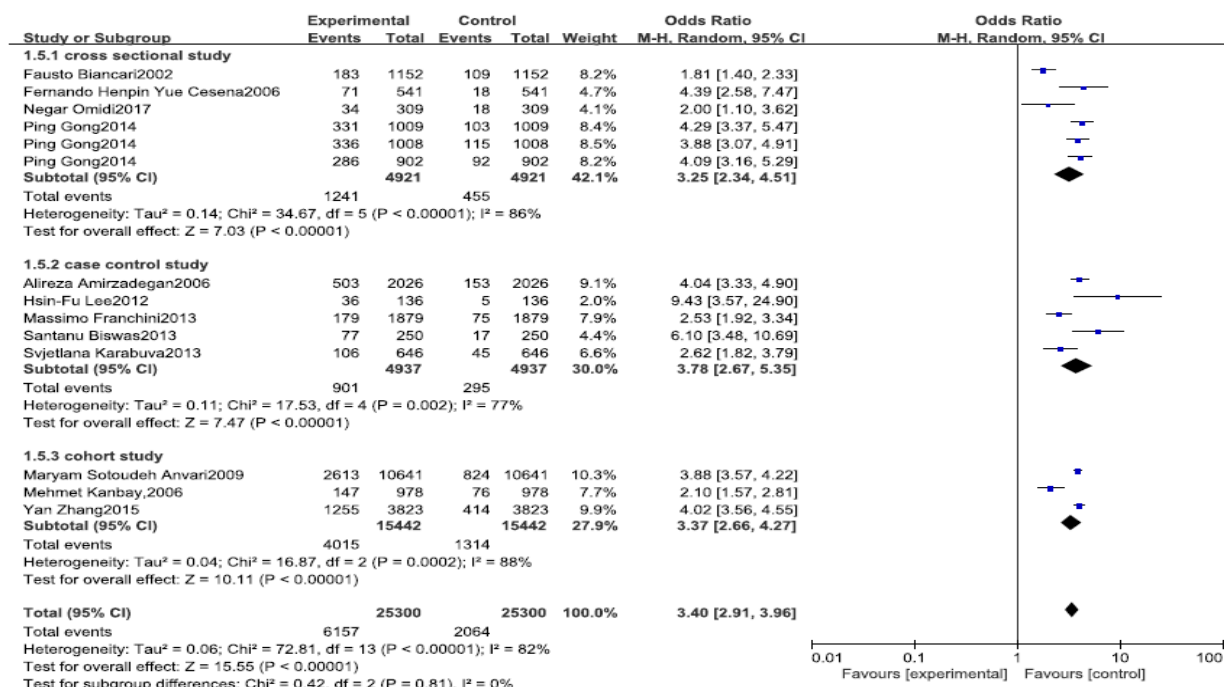 Experimental Control Odds Ratio Odds Ratio
Study or Subgroup Events Total Events Total Weight M-H, Random, 95% CI M-H, Random, 95% CI
1.5.1 cross sectional study
Fausto Biancari2002 183 1152 109 1152 8.2% 1.81 [1.40, 2.33]
Fernando Henpin Yue Cesena2006 71 541 18 541 4.7% 4.39 [2.58, 7.47]
Negar Omidi2017 34 309 18 309 4.1% 2.00 [1.10, 3.62]
Ping Gong2014 331 1009 103 1009 8.4% 4.29 [3.37, 5.47]
Ping Gong2014 336 1008 115 1008 8.5% 3.88 [3.07, 4.91]
Ping Gong2014 286 902 92 902 8.2% 4.09 [3.16, 5.29]
Subtotal (95% CI) 4921 4921 42.1% 3.25 [2.34, 4.51]
Total events 1241 455
Heterogeneity: Tau² = 0.14; Chi² = 34.67, df = 5 (P < 0.00001); I² = 86%
Test for overall effect: Z = 7.03 (P < 0.00001)
1.5.2 case control study
Alireza Amirzadegan2006 503 2026 153 2026 9.1% 4.04 [3.33, 4.90]
Hsin-Fu Lee2012 36 136 5 136 2.0% 9.43 [3.57, 24.90]
Massimo Franchini2013 179 1879 75 1879 7.9% 2.53 [1.92, 3.34]
Santanu Biswas2013 77 250 17 250 4.4% 6.10 [3.48, 10.69]
Svjetlana Karabuva2013 106 646 45 646 6.6% 2.62 [1.82, 3.79]
Subtotal (95% CI) 4937 4937 30.0% 3.78 [2.67, 5.35]
Total events 901 295
Heterogeneity: Tau² = 0.11; Chi² = 17.53, df = 4 (P = 0.002); I² = 77%
Test for overall effect: Z = 7.47 (P < 0.00001)
1.5.3 cohort study
Maryam Sotoudeh Anvari2009 2613 10641 824 10641 10.3% 3.88 [3.57, 4.22]
Mehmet Kanbay,2006 147 978 76 978 7.7% 2.10 [1.57, 2.81]
Yan Zhang2015 1255 3823 414 3823 9.9% 4.02 [3.56, 4.55]
Subtotal (95% CI) 15442 15442 27.9% 3.37 [2.66, 4.27]
Total events 4015 1314
Heterogeneity: Tau² = 0.04; Chi² = 16.87, df = 2 (P = 0.0002); I² = 88%
Test for overall effect: Z = 10.11 (P < 0.00001)
Total (95% CI) 25300 25300 100.0% 3.40 [2.91, 3.96]
Total events 6157 2064
Heterogeneity: Tau² = 0.06; Chi² = 72.81, df = 13 (P < 0.00001); I² = 82%
Test for overall effect: Z = 15.55 (P < 0.00001)
Test for subgroup differences: Chi² = 0.42, df = 2 (P = 0.81), I² = 0%
0.01 0.1 1 10 100
Favours [experimental] Favours [control]